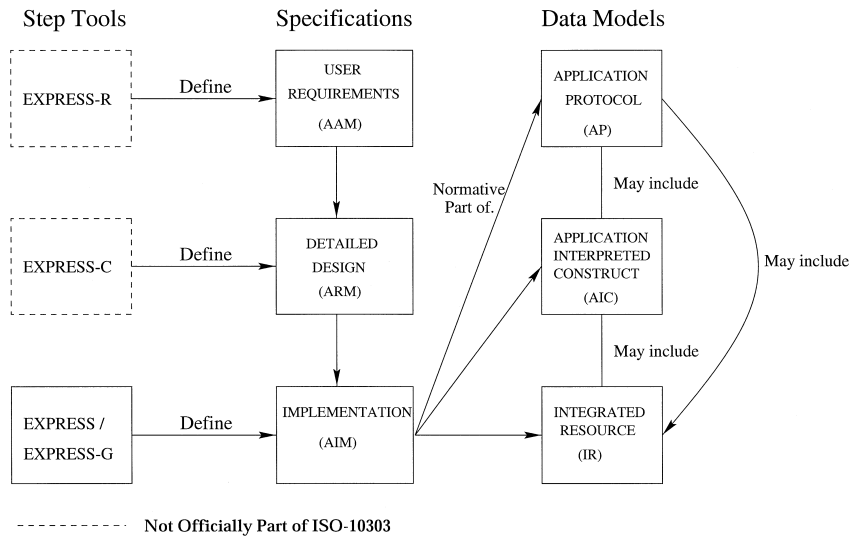 Step Tools
Specifications
Data Models
EXPRESS-R
Define
USER
REQUIREMENTS
(AAM)
APPLICATION
PROTOCOL
(AP)
Normative
Part of.
May include
EXPRESS-C
Define
DETAILED
DESIGN
(ARM)
APPLICATION
INTERPRETED
CONSTRUCT
(AIC)
May include
May include
EXPRESS /
EXPRESS-G
Define
IMPLEMENTATION
(AIM)
INTEGRATED
RESOURCE
(IR)
Not Officially Part of ISO-10303